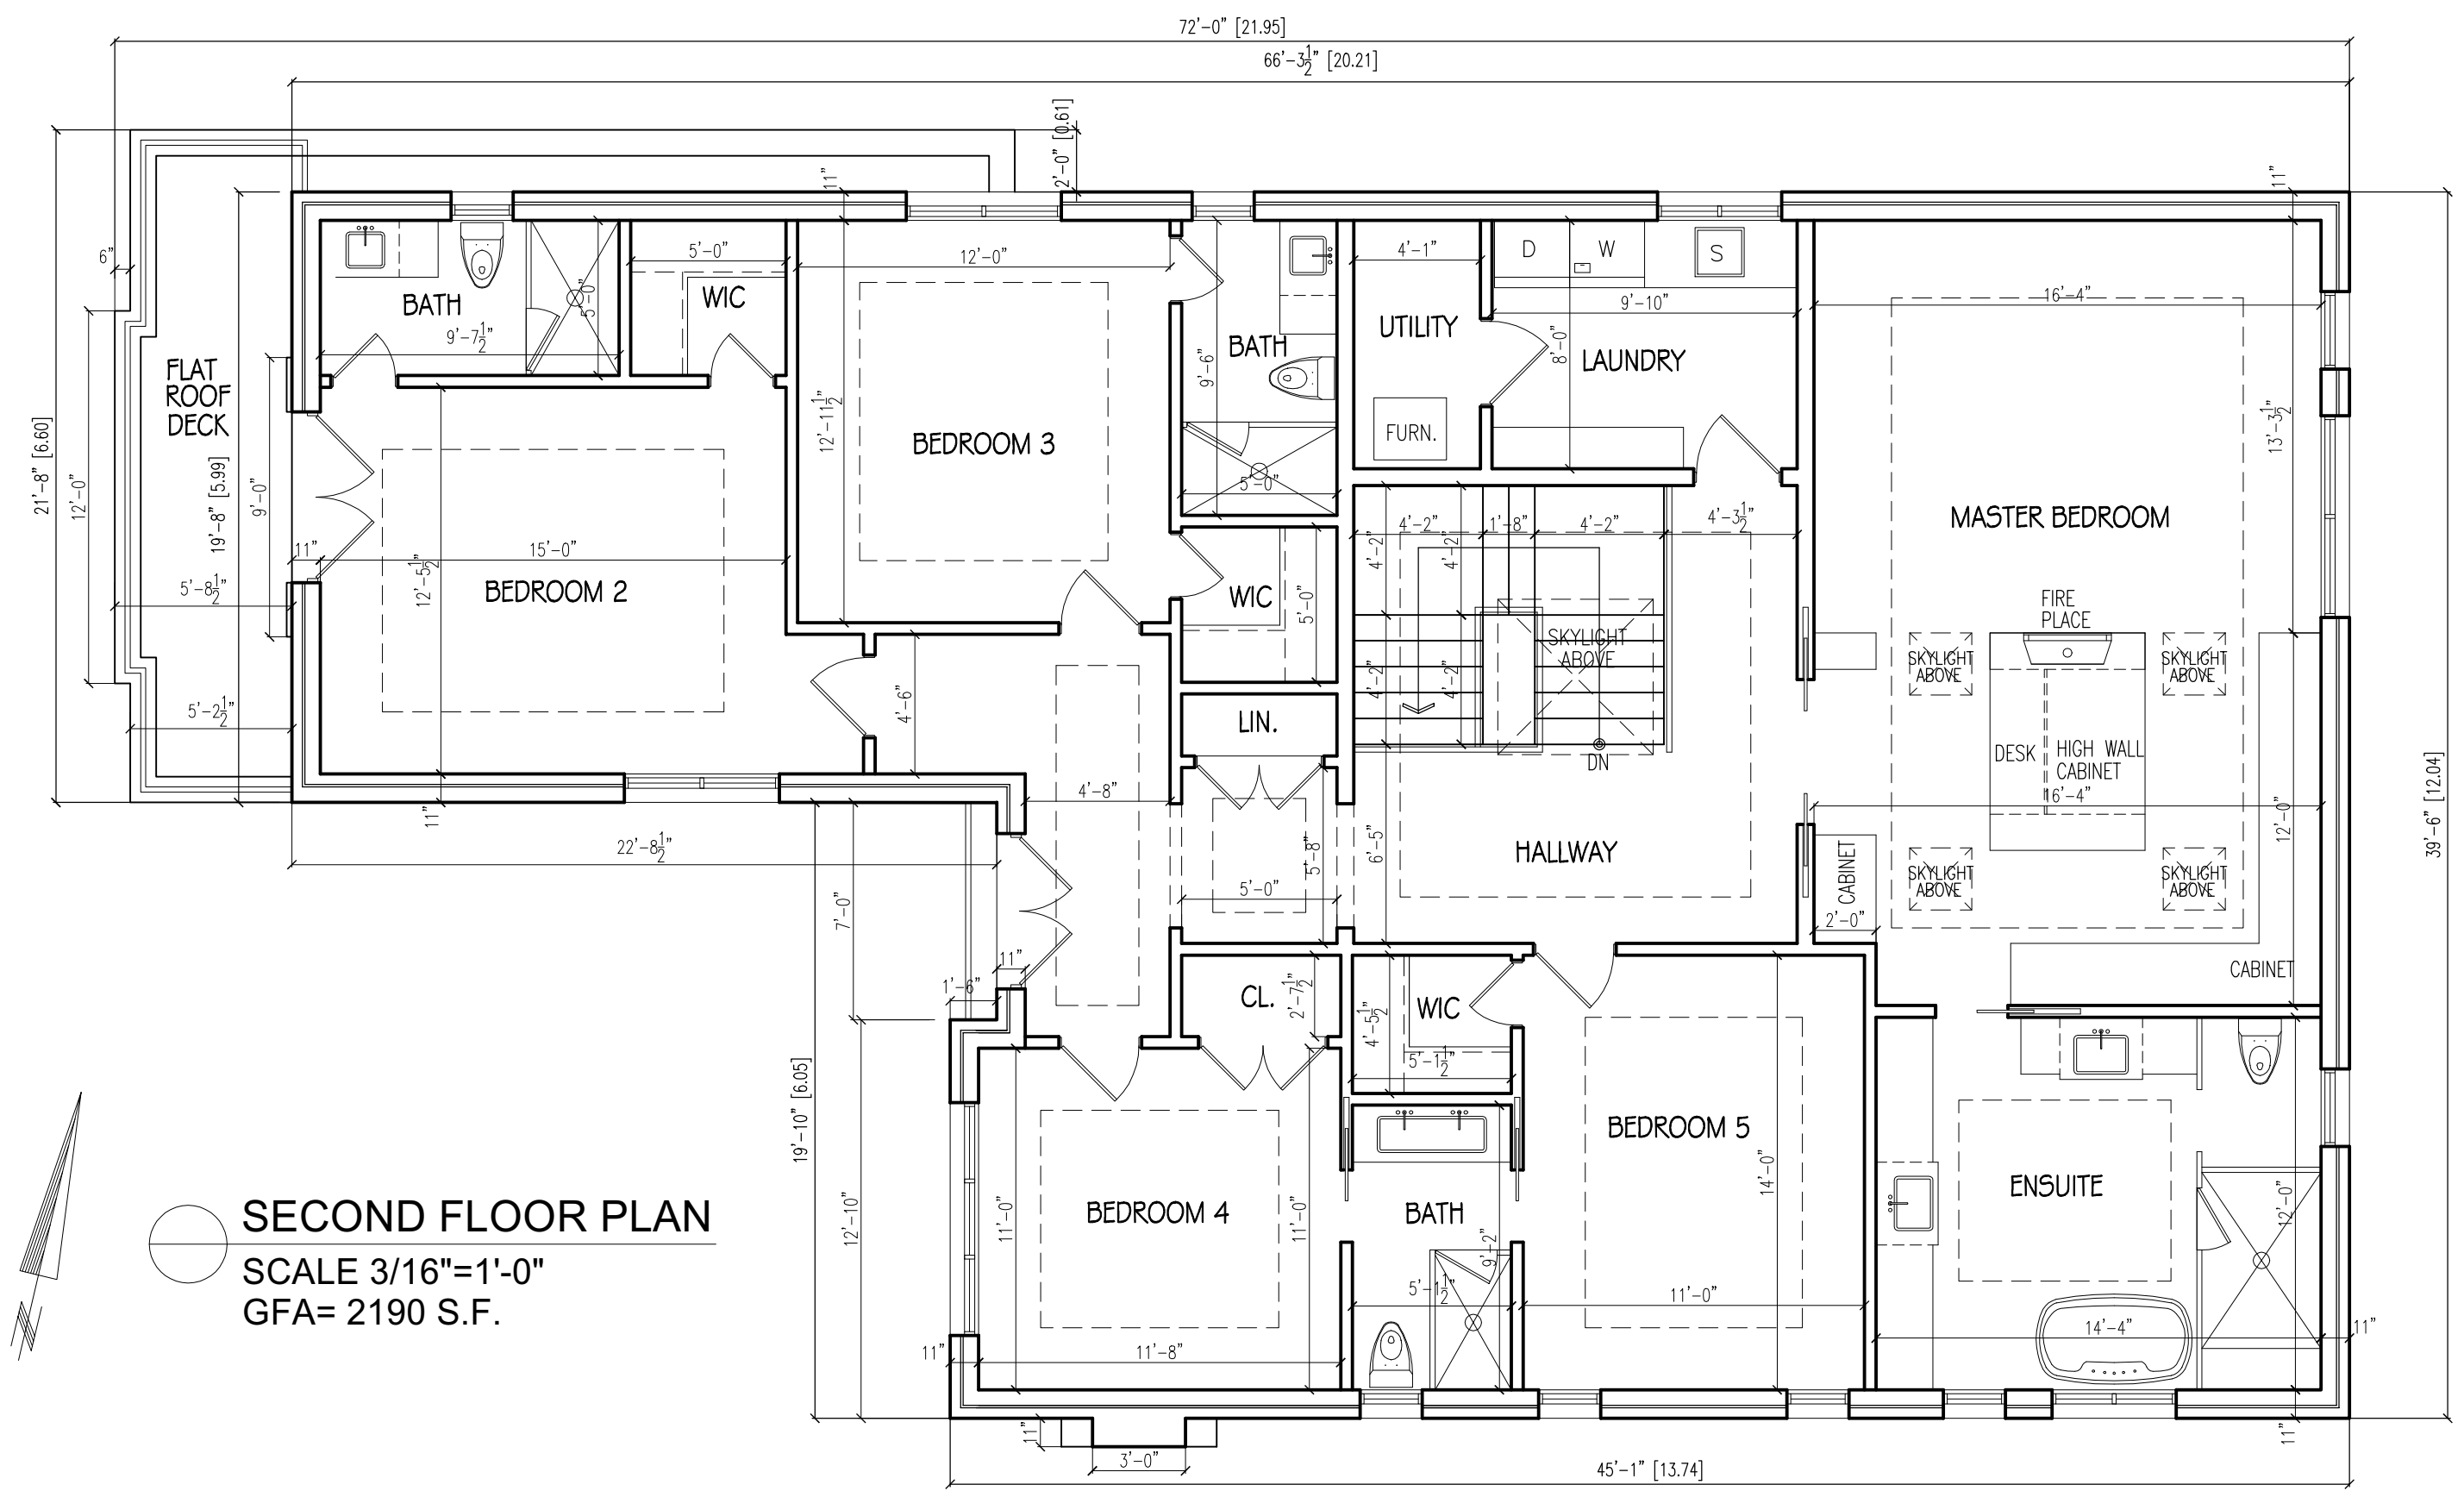 72'-0" [21.95]
66'-3 1/2" [20.21]
2'-0" [0.61]
11"
11"
6"
BATH
9'-7 1/2"
5'-0"
5'-0"
WIC
12'-0"
12'-11 1/2"
BEDROOM 3
BATH
9'-6"
5'-0"
4'-1"
UTILITY
FURN.
D
W
S
9'-10"
8'-0"
LAUNDRY
16'-4"
13'-3 1/2"
MASTER BEDROOM
FLAT
ROOF
DECK
21'-8" [6.60]
12'-0"
19'-8" [5.99]
9'-0"
5'-8 1/2"
5'-2 1/2"
11"
15'-0"
12'-5 1/2"
BEDROOM 2
11"
4'-6"
WIC
5'-0"
LIN.
4'-2"
1'-8"
4'-2"
4'-3 1/2"
4'-2"
4'-2"
4'-2"
4'-2"
SKYLIGHT
ABOVE
DN
FIRE
PLACE
SKYLIGHT
ABOVE
SKYLIGHT
ABOVE
DESK
HIGH WALL
CABINET
16'-4"
12'-0"
39'-6" [12.04]
SKYLIGHT
ABOVE
SKYLIGHT
ABOVE
CABINET
2'-0"
CABINET
22'-8 1/2"
4'-8"
5'-0"
5'-8"
6'-5"
HALLWAY
7'-0"
11"
1'-6"
CL.
2'-7 1/2"
4'-5 1/2"
WIC
5'-1 1/2"
19'-10" [6.05]
12'-10"
11'-0"
BEDROOM 4
11'-0"
BATH
9'-2"
5'-1 1/2"
BEDROOM 5
14'-0"
11'-0"
ENSUITE
12'-0"
14'-4"
11"
11"
11'-8"
11"
3'-0"
11"
45'-1" [13.74]
N
SECOND FLOOR PLAN
SCALE 3/16"=1'-0"
GFA= 2190 S.F.